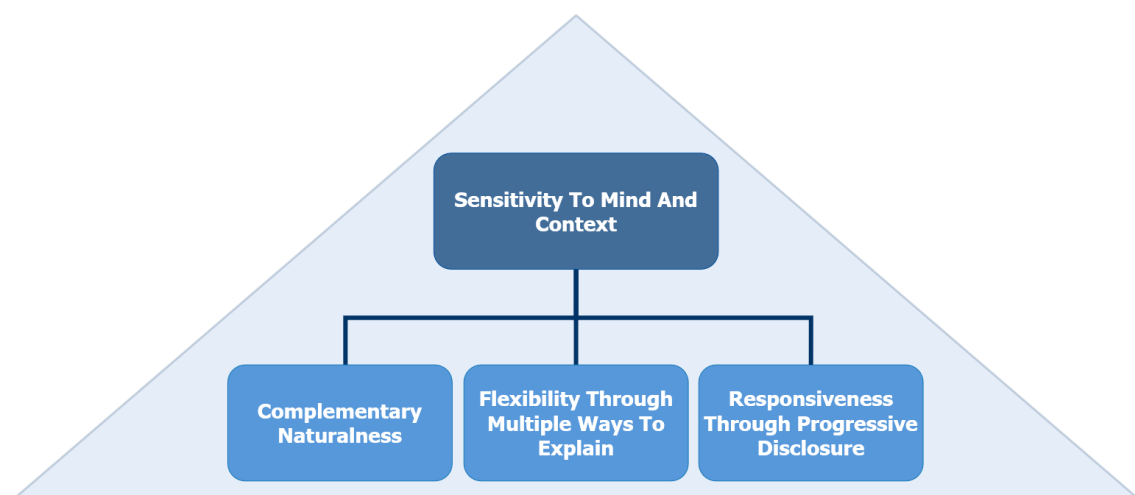 Sensitivity To Mind And
Context
Complementary
Naturalness
Flexibility Through
Multiple Ways To
Explain
Responsiveness
Through Progressive
Disclosure